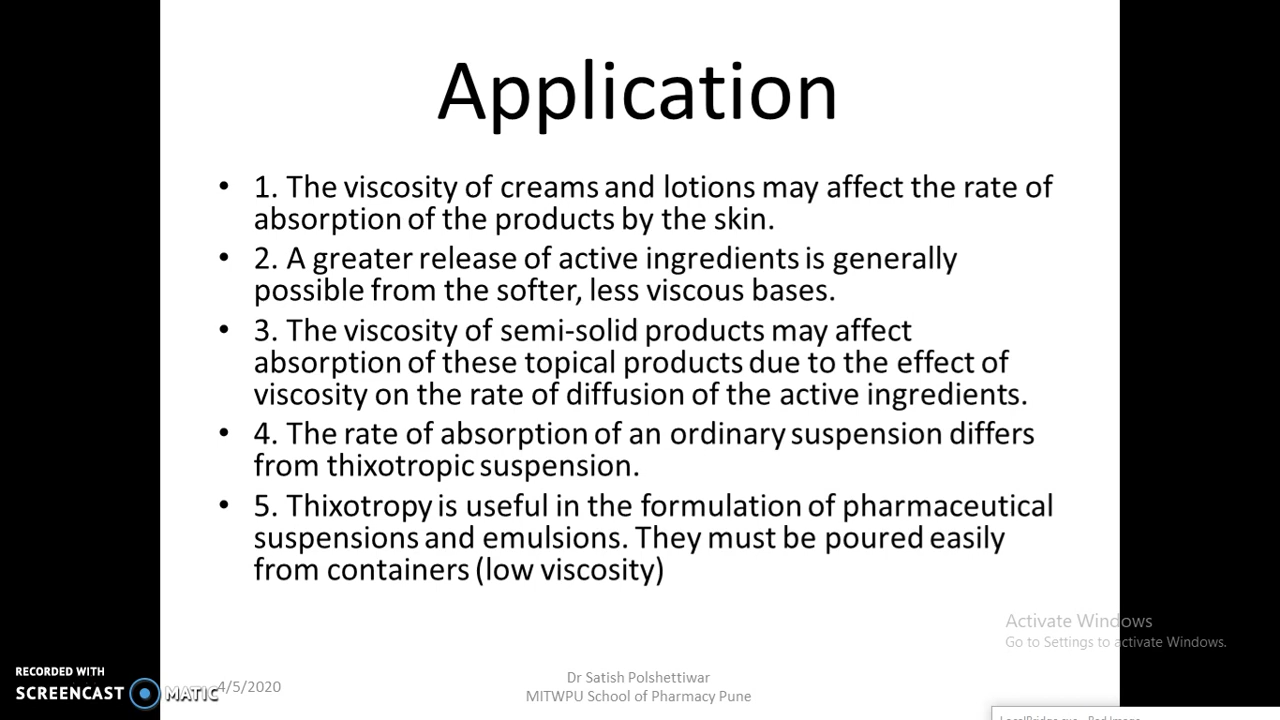 Application
• 1. The viscosity of creams and lotions may affect the rate of
absorption of the products by the skin.
• 2. A greater release of active ingredients is generally
possible from the softer, less viscous bases.
• 3. The viscosity of semi-solid products may affect
absorption of these topical products due to the effect of
viscosity on the rate of diffusion of the active ingredients.
• 4. The rate of absorption of an ordinary suspension differs
from thixotropic suspension.
• 5. Thixotropy is useful in the formulation of pharmaceutical
suspensions and emulsions. They must be poured easily
from containers (low viscosity)
Activate Windows
Go to Settings to activate Windows.
RECORDED WITH
SCREENCAST MATIC
4/5/2020
Dr Satish Polshettiwar
MITWPU School of Pharmacy Pune